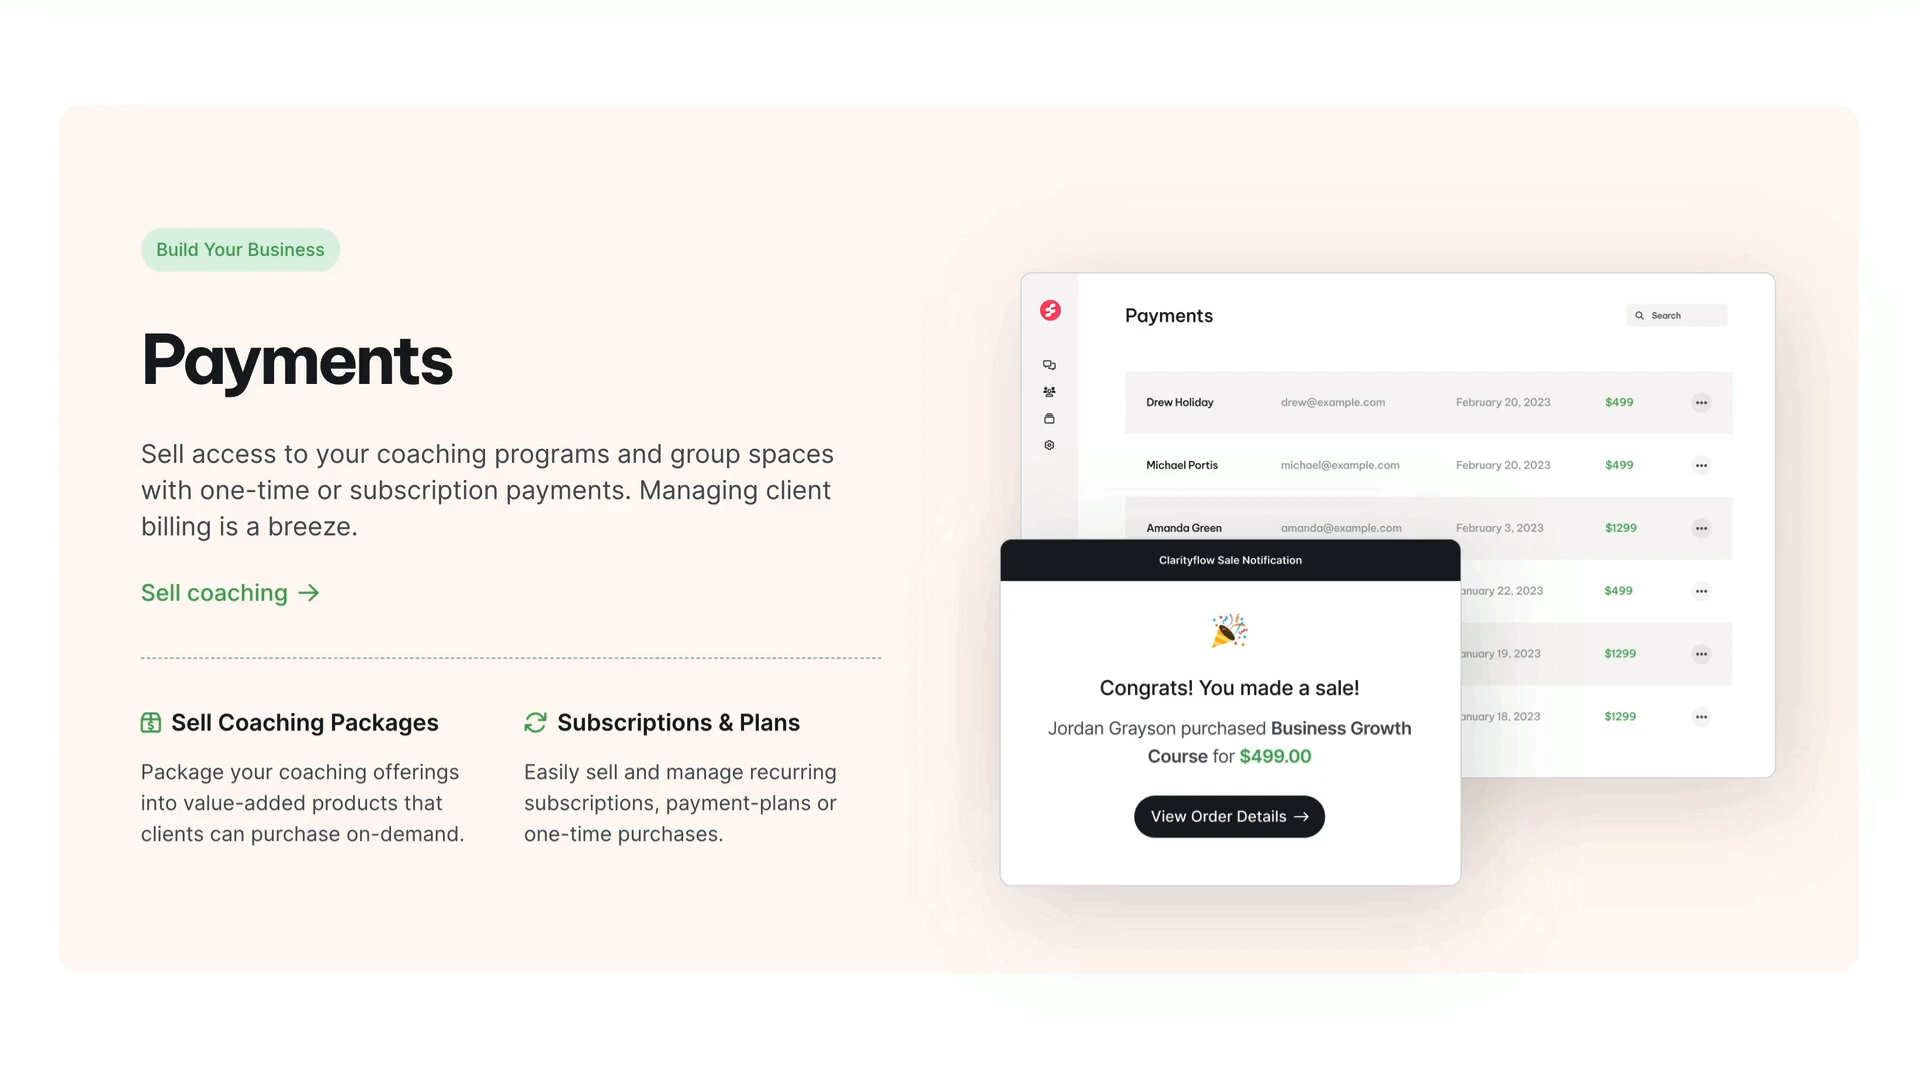 Build Your Business
Payments
Sell access to your coaching programs and group spaces
with one-time or subscription payments. Managing client
billing is a breeze.
Sell coaching →
Sell Coaching Packages
Package your coaching offerings
into value-added products that
clients can purchase on-demand.
Subscriptions & Plans
Easily sell and manage recurring
subscriptions, payment-plans or
one-time purchases.
Payments
Search
Drew Holiday drew@example.com February 20, 2023 $499
Michael Portis michael@example.com February 20, 2023 $499
Amanda Green amanda@example.com February 3, 2023 $1299
anuary 22, 2023 $499
anuary 19, 2023 $1299
anuary 18, 2023 $1299
Clarityflow Sale Notification
Congrats! You made a sale!
Jordan Grayson purchased Business Growth
Course for $499.00
View Order Details →